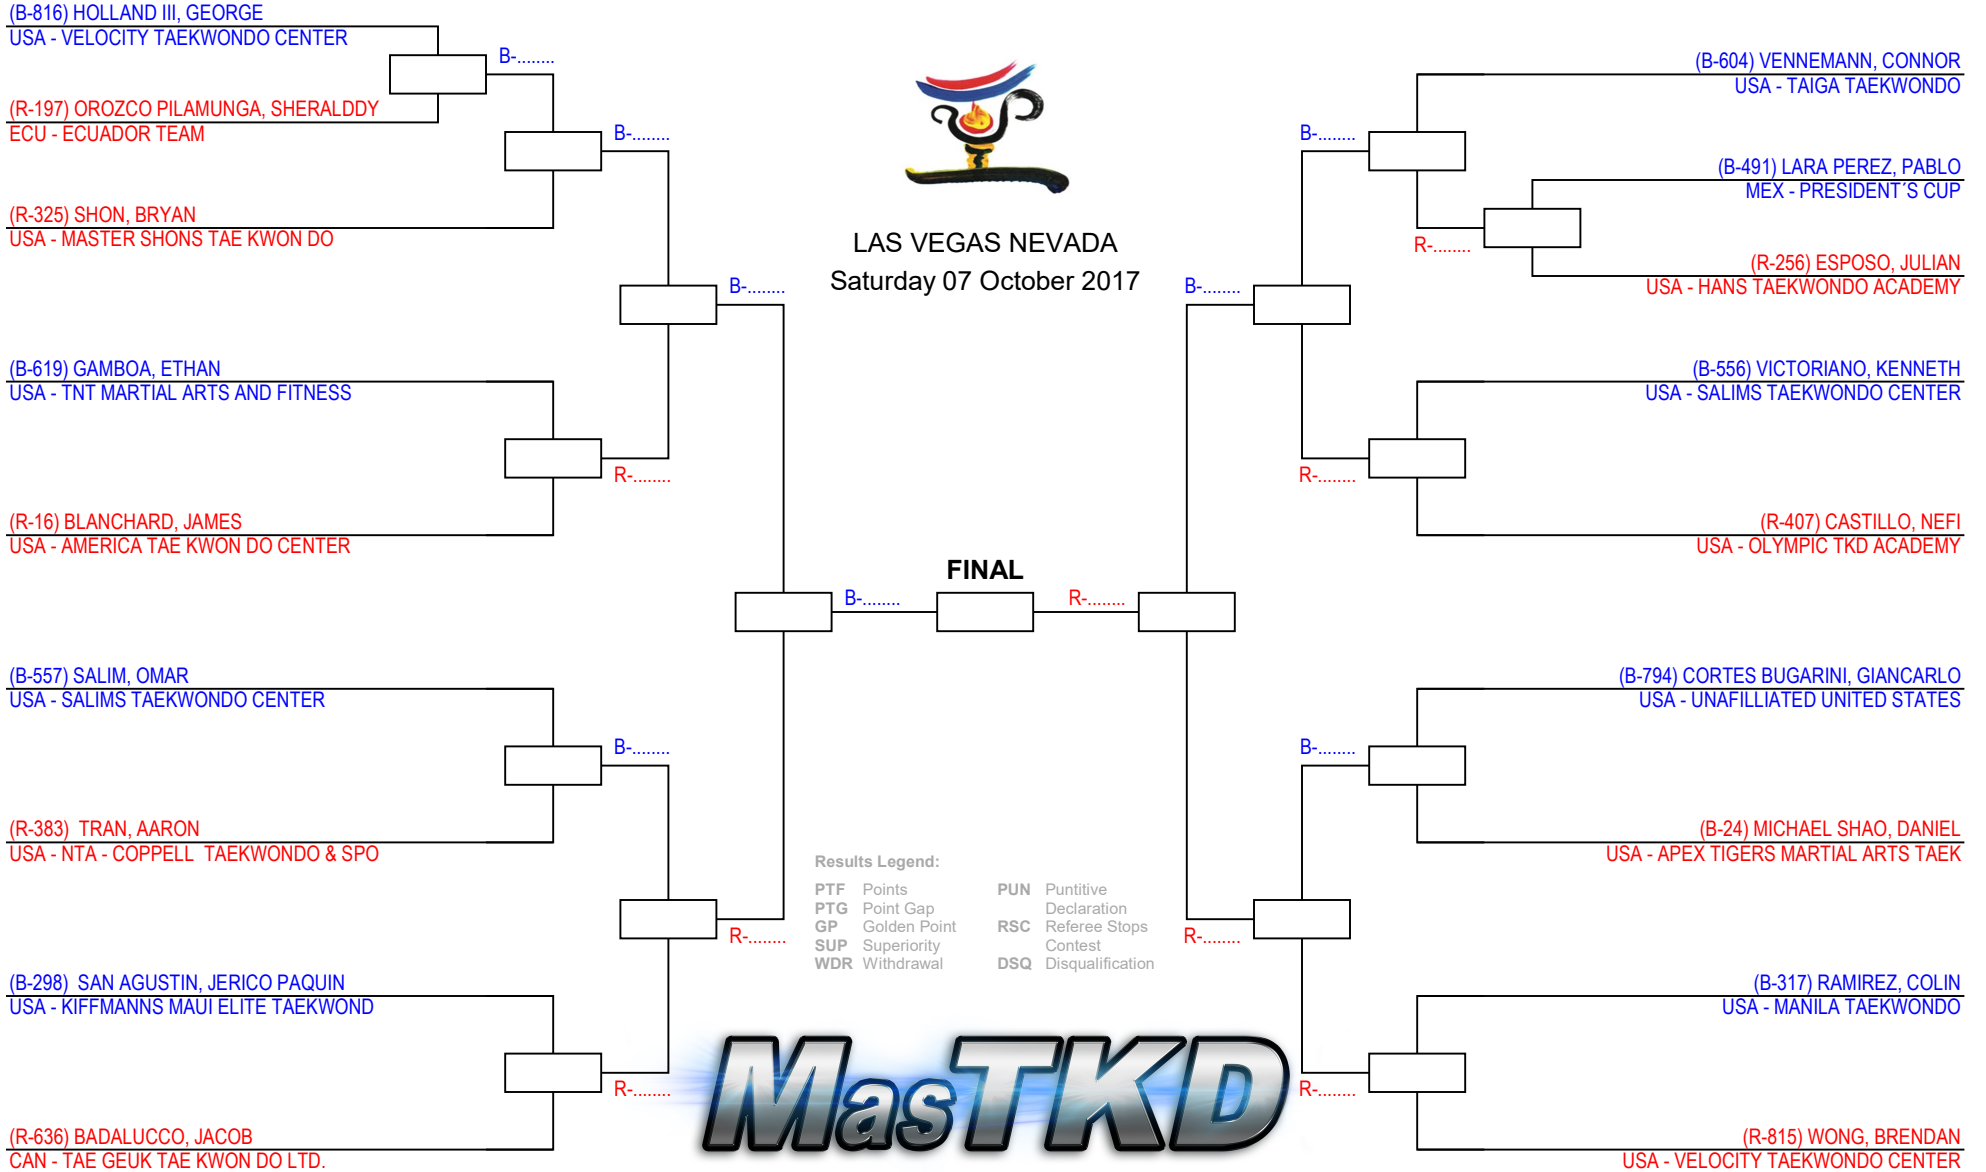 (B-816) HOLLAND III, GEORGE
USA - VELOCITY TAEKWONDO CENTER
B-........
(R-197) OROZCO PILAMUNGA, SHERALDDY
ECU - ECUADOR TEAM
B-........
(R-325) SHON, BRYAN
USA - MASTER SHONS TAE KWON DO
B-........
(B-619) GAMBOA, ETHAN
USA - TNT MARTIAL ARTS AND FITNESS
R-........
(R-16) BLANCHARD, JAMES
USA - AMERICA TAE KWON DO CENTER
B-........
(B-557) SALIM, OMAR
USA - SALIMS TAEKWONDO CENTER
B-........
(R-383)  TRAN, AARON
USA - NTA - COPPELL  TAEKWONDO & SPO
R-........
(B-298)  SAN AGUSTIN, JERICO PAQUIN
USA - KIFFMANNS MAUI ELITE TAEKWOND
R-........
(R-636) BADALUCCO, JACOB
CAN - TAE GEUK TAE KWON DO LTD.
LAS VEGAS NEVADA
Saturday 07 October 2017
FINAL
Results Legend:
PTF Points
PTG Point Gap
GP Golden Point
SUP Superiority
WDR Withdrawal
PUN Puntitive
Declaration
RSC Referee Stops
Contest
DSQ Disqualification
MasTKD
(B-604) VENNEMANN, CONNOR
USA - TAIGA TAEKWONDO
B-........
(B-491) LARA PEREZ, PABLO
MEX - PRESIDENT´S CUP
R-........
(R-256) ESPOSO, JULIAN
USA - HANS TAEKWONDO ACADEMY
B-........
(B-556) VICTORIANO, KENNETH
USA - SALIMS TAEKWONDO CENTER
R-........
(R-407) CASTILLO, NEFI
USA - OLYMPIC TKD ACADEMY
R-........
(B-794) CORTES BUGARINI, GIANCARLO
USA - UNAFILLIATED UNITED STATES
B-........
(B-24) MICHAEL SHAO, DANIEL
USA - APEX TIGERS MARTIAL ARTS TAEK
R-........
(B-317) RAMIREZ, COLIN
USA - MANILA TAEKWONDO
R-........
(R-815) WONG, BRENDAN
USA - VELOCITY TAEKWONDO CENTER